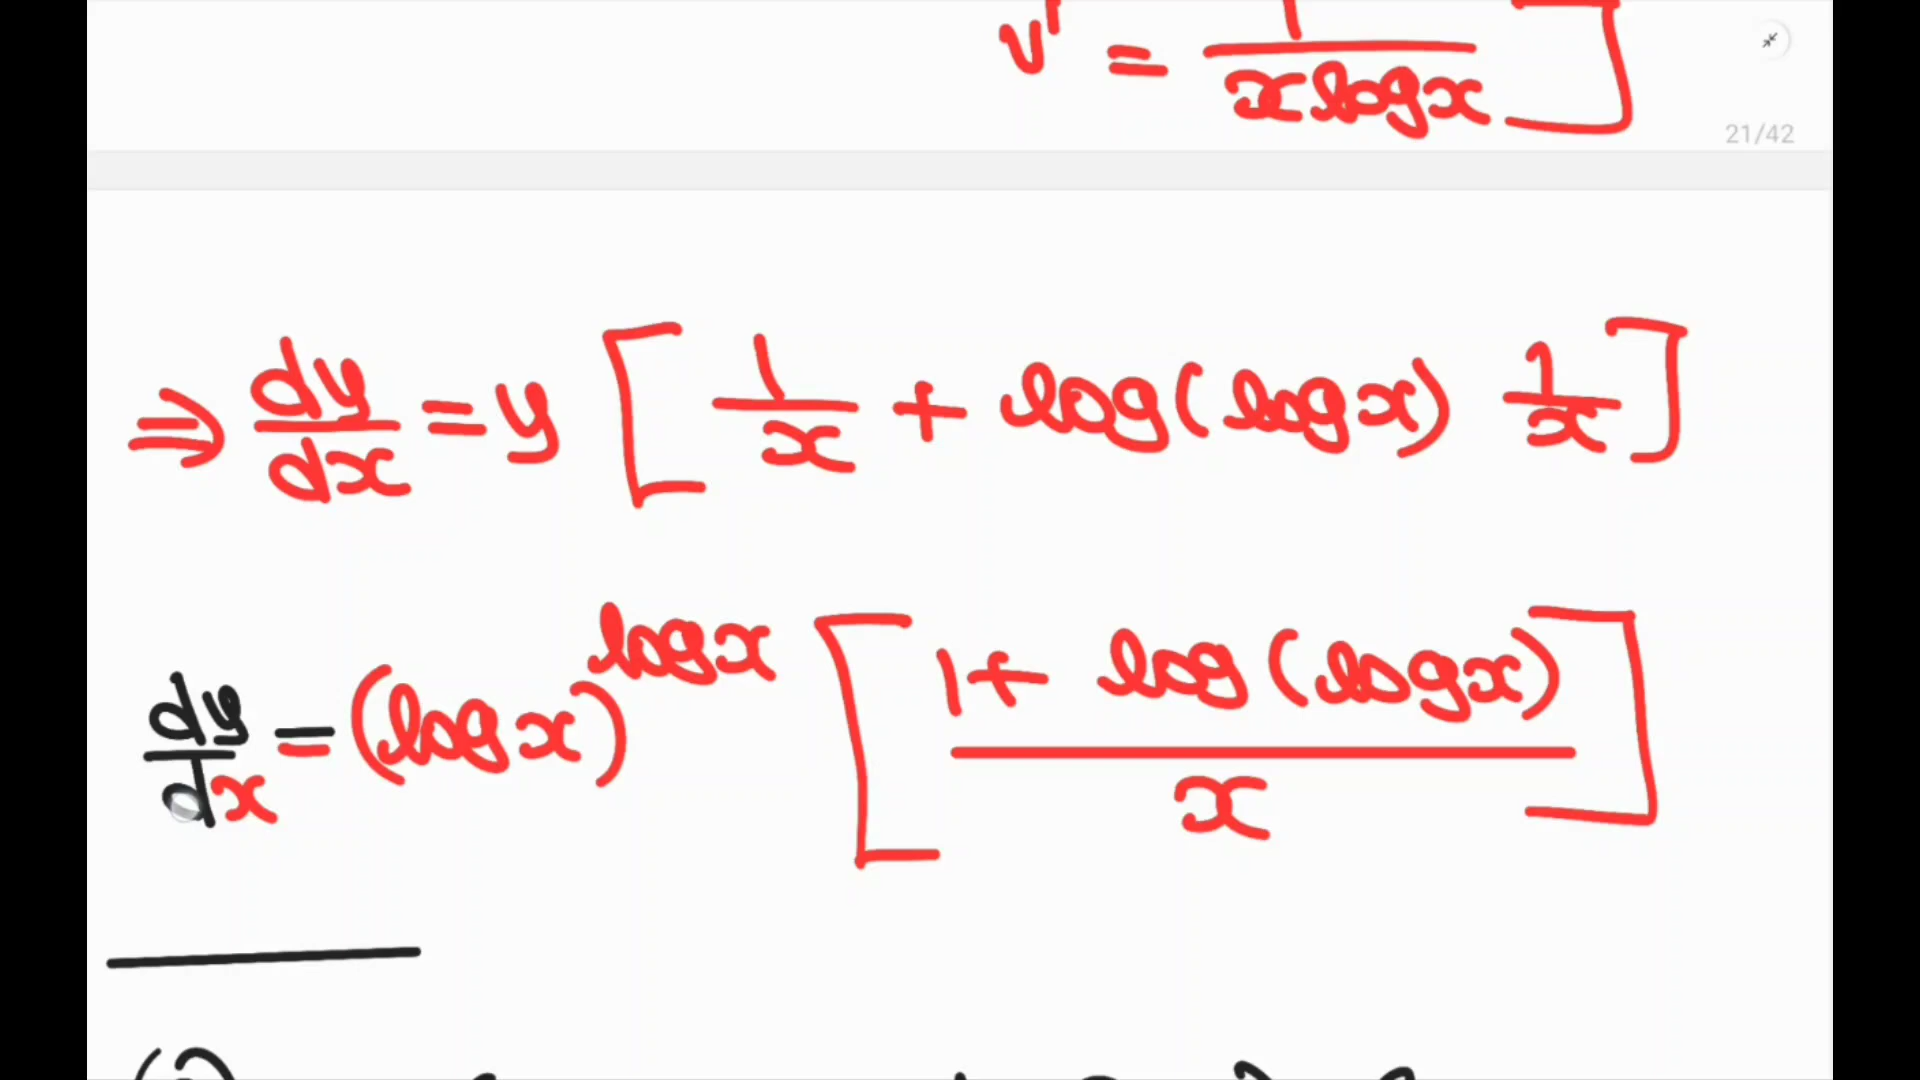 v' = 1/(x log x) ]
21/42
⇒ dy/dx = y [ 1/x + log(log x) 1/x ]
dy/dx = (log x)^(log x) [ (1 + log(log x))/x ]